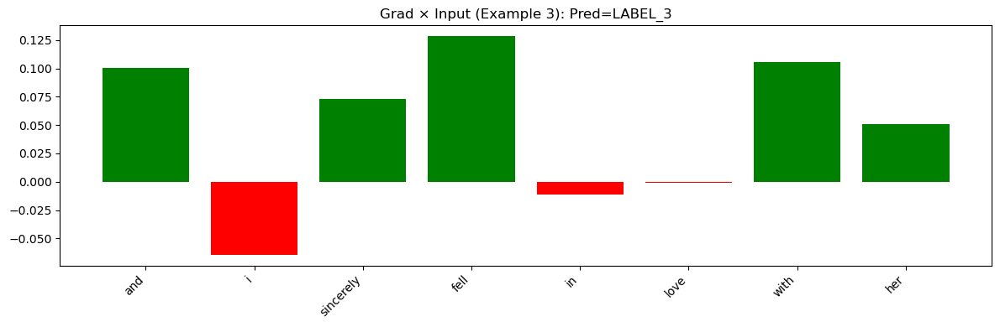 Grad × Input (Example 3): Pred=LABEL_3
0.125
0.100
0.075
0.050
0.025
0.000
−0.025
−0.050
and
i
sincerely
fell
in
love
with
her